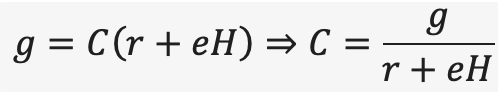 g = C(r + eH) ⇒ C = g / (r + eH)